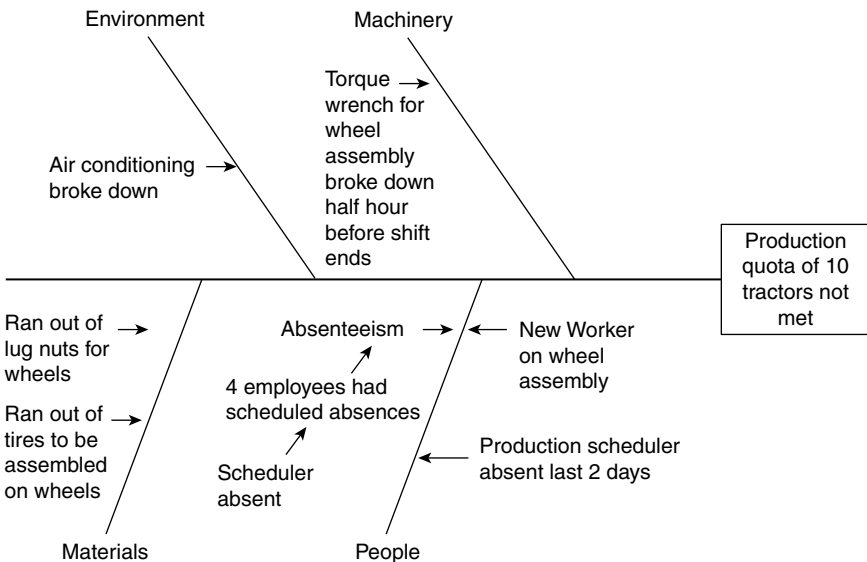 Environment
Machinery
Torque
wrench for
wheel
assembly
broke down
half hour
before shift
ends
Air conditioning
broke down
Production
quota of 10
tractors not
met
Ran out of
lug nuts for
wheels
Ran out of
tires to be
assembled
on wheels
Absenteeism
4 employees had
scheduled absences
Scheduler
absent
New Worker
on wheel
assembly
Production scheduler
absent last 2 days
Materials
People